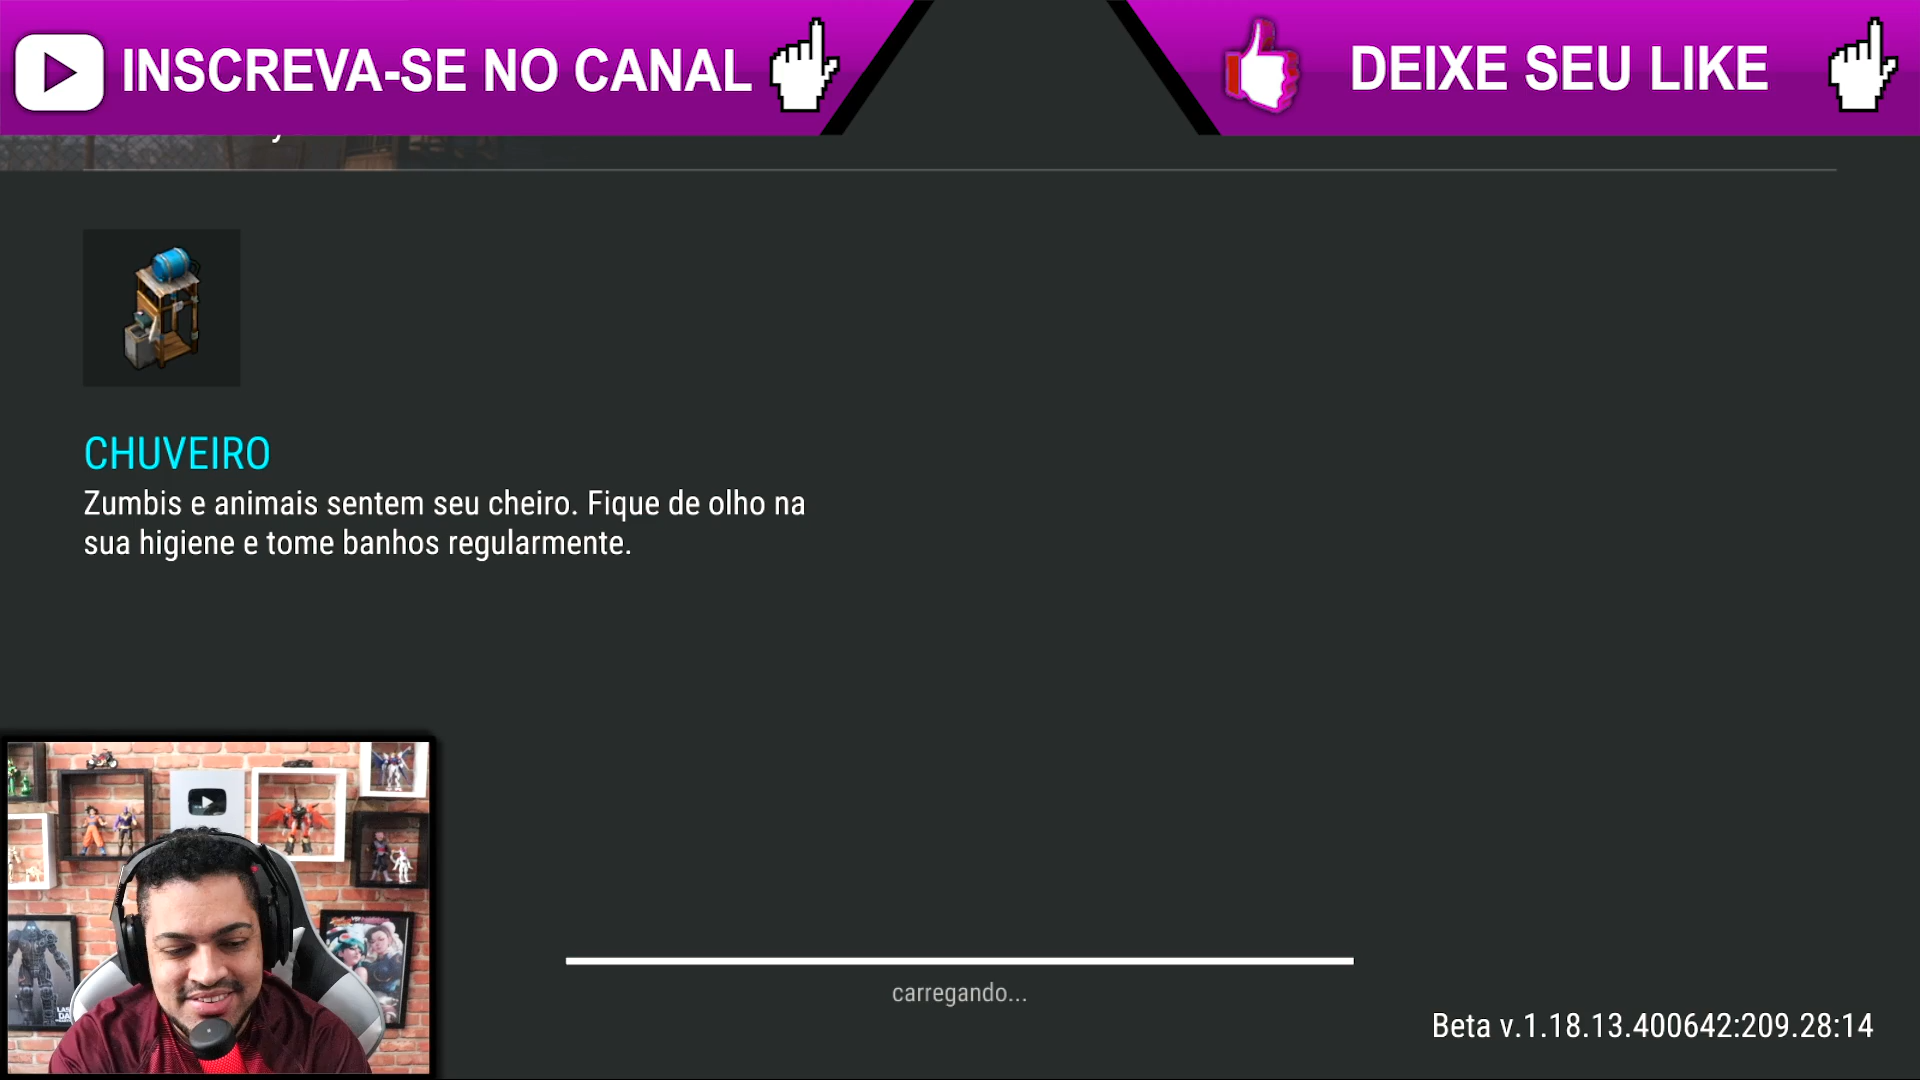 INSCREVA-SE NO CANAL
DEIXE SEU LIKE
CHUVEIRO
Zumbis e animais sentem seu cheiro. Fique de olho na
sua higiene e tome banhos regularmente.
carregando...
Beta v.1.18.13.400642:209.28:14